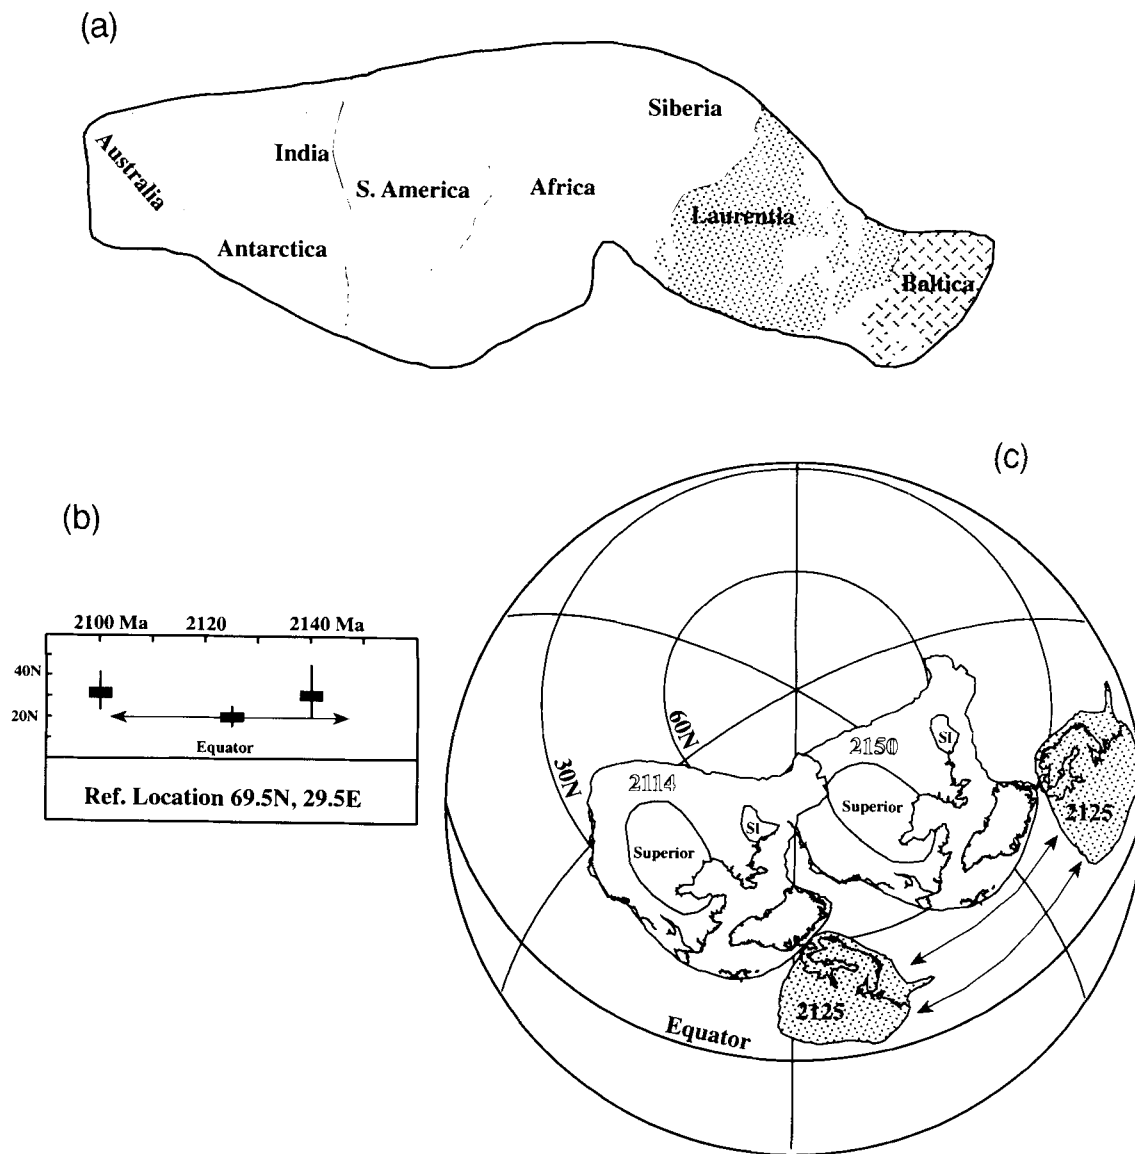 (a)
Siberia
Australia
India
S. America
Africa
Laurentia
Antarctica
Baltica
(b)
2100 Ma 2120 2140 Ma
40N
20N
Equator
Ref. Location 69.5N, 29.5E
(c)
60N
30N
2150
SI
2114
Superior
SI
Superior
2125
2125
Equator